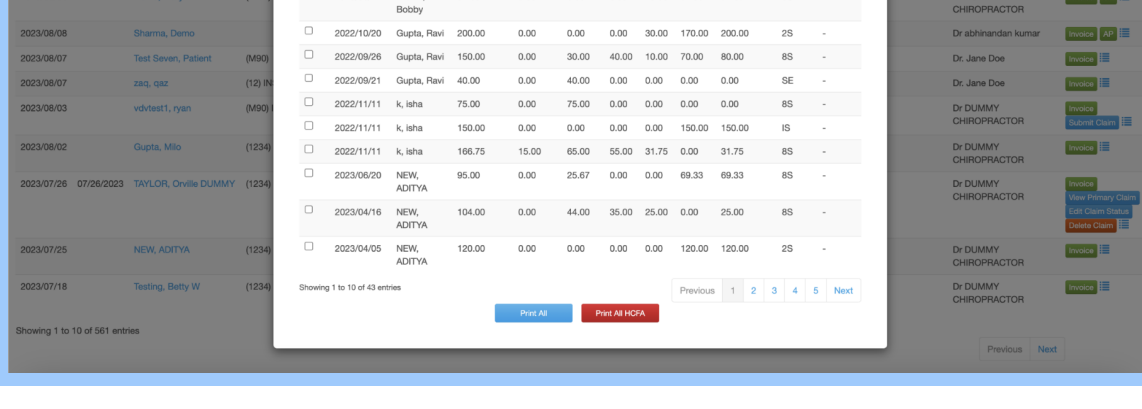 Bobby
CHIROPRACTOR
2023/08/08 Sharma, Demo 2022/10/20 Gupta, Ravi 200.00 0.00 0.00 0.00 30.00 170.00 200.00 2S - Dr abhinandan kumar Invoice AP
2023/08/07 Test Seven, Patient (M90) 2022/09/26 Gupta, Ravi 150.00 0.00 30.00 40.00 10.00 70.00 80.00 8S - Dr. Jane Doe Invoice
2023/08/07 zaq, qaz (12) IN 2022/09/21 Gupta, Ravi 40.00 0.00 40.00 0.00 0.00 0.00 0.00 SE - Dr. Jane Doe Invoice
2023/08/03 vdvtest1, ryan (M90) 2022/11/11 k, isha 75.00 0.00 75.00 0.00 0.00 0.00 0.00 8S - Dr DUMMY Invoice
2022/11/11 k, isha 150.00 0.00 0.00 0.00 0.00 150.00 150.00 IS - CHIROPRACTOR Submit Claim
2023/08/02 Gupta, Milo (1234) 2022/11/11 k, isha 166.75 15.00 65.00 55.00 31.75 0.00 31.75 8S - Dr DUMMY Invoice
CHIROPRACTOR
2023/07/26 07/26/2023 TAYLOR, Orville DUMMY (1234) 2023/06/20 NEW, 95.00 0.00 25.67 0.00 0.00 69.33 69.33 8S - Dr DUMMY Invoice
ADITYA CHIROPRACTOR View Primary Claim
2023/04/16 NEW, 104.00 0.00 44.00 35.00 25.00 0.00 25.00 8S - Edit Claim Status
ADITYA Delete Claim
2023/07/25 NEW, ADITYA (1234) 2023/04/05 NEW, 120.00 0.00 0.00 0.00 0.00 120.00 120.00 2S - Dr DUMMY Invoice
ADITYA CHIROPRACTOR
2023/07/18 Testing, Betty W (1234) Showing 1 to 10 of 43 entries Previous 1 2 3 4 5 Next Dr DUMMY Invoice
CHIROPRACTOR
Print All Print All HCFA
Showing 1 to 10 of 561 entries
Previous Next